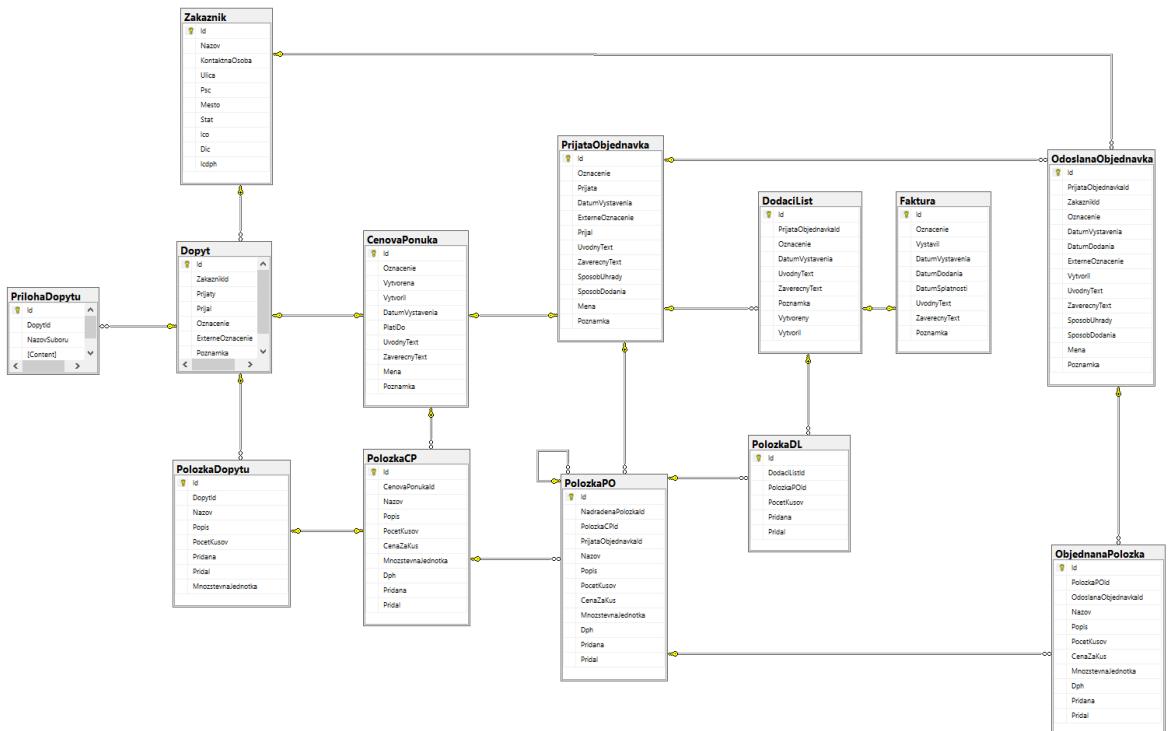 Zakaznik
Id
Nazov
KontaktnaOsoba
Ulica
Psc
Mesto
Stat
Ico
Dic
Icdph
PrilohaDopytu
Id
DopytId
NazovSuboru
[Content]
Dopyt
Id
ZakaznikId
Prijaty
Prijal
Oznacenie
ExterneOznacenie
Poznamka
PolozkaDopytu
Id
DopytId
Nazov
Popis
PocetKusov
Pridana
Pridal
MnozstevnaJednotka
CenovaPonuka
Id
Oznacenie
Vytvorena
Vytvoril
DatumVystavenia
PlatiDo
UvodnyText
ZaverecnyText
Mena
Poznamka
PolozkaCP
Id
CenovaPonukaId
Nazov
Popis
PocetKusov
CenaZaKus
MnozstevnaJednotka
Dph
Pridana
Pridal
PrijataObjednavka
Id
Oznacenie
Prijata
DatumVystavenia
ExterneOznacenie
Prijal
UvodnyText
ZaverecnyText
SposobUhrady
SposobDodania
Mena
Poznamka
PolozkaPO
Id
NadradenaPolozkaId
PolozkaCPId
PrijataObjednavkaId
Nazov
Popis
PocetKusov
CenaZaKus
MnozstevnaJednotka
Dph
Pridana
Pridal
DodaciList
Id
PrijataObjednavkaId
Oznacenie
DatumVystavenia
UvodnyText
ZaverecnyText
Poznamka
Vytvoreny
Vytvoril
PolozkaDL
Id
DodaciListId
PolozkaPOId
PocetKusov
Pridana
Pridal
Faktura
Id
Oznacenie
Vystavil
DatumVystavenia
DatumDodania
DatumSplatnosti
UvodnyText
ZaverecnyText
Poznamka
OdoslanaObjednavka
Id
PrijataObjednavkaId
ZakaznikId
Oznacenie
DatumVystavenia
DatumDodania
ExterneOznacenie
Vytvoril
UvodnyText
ZaverecnyText
SposobUhrady
SposobDodania
Mena
Poznamka
ObjednanaPolozka
Id
PolozkaPOId
OdoslanaObjednavkaId
Nazov
Popis
PocetKusov
CenaZaKus
MnozstevnaJednotka
Dph
Pridana
Pridal